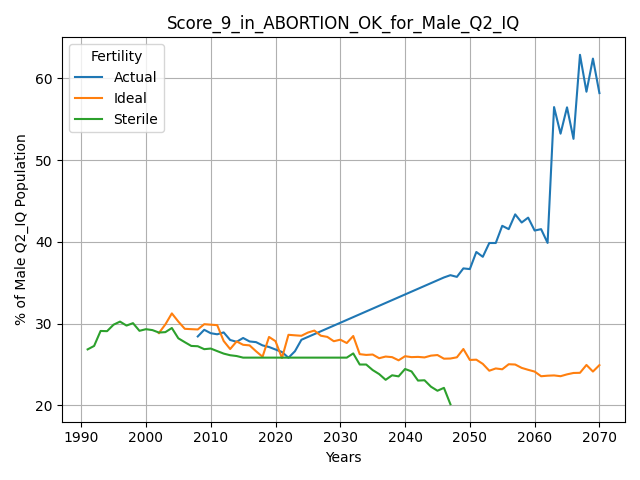 Score_9_in_ABORTION_OK_for_Male_Q2_IQ
Fertility
Actual
Ideal
Sterile
% of Male Q2_IQ Population
60
50
40
30
20
1990 2000 2010 2020 2030 2040 2050 2060 2070
Years